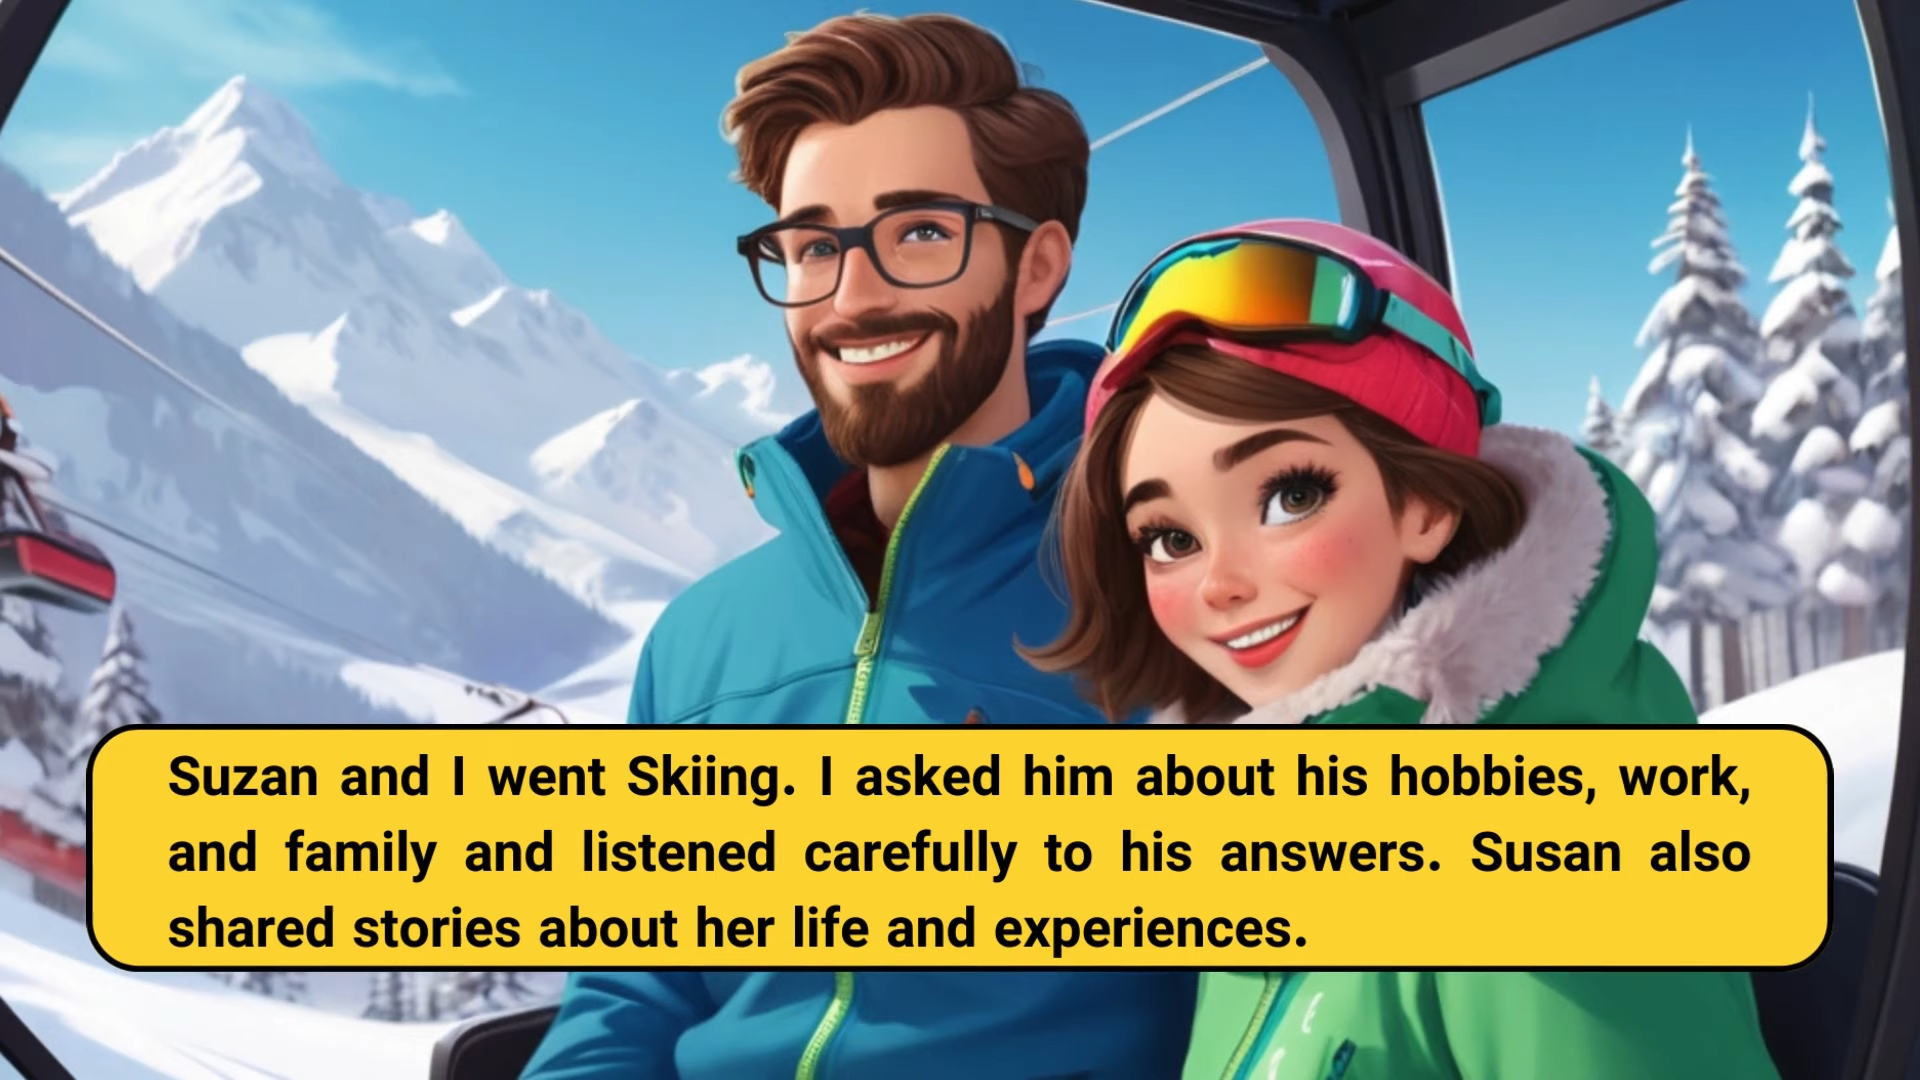 Suzan and I went Skiing. I asked him about his hobbies, work,
and family and listened carefully to his answers. Susan also
shared stories about her life and experiences.